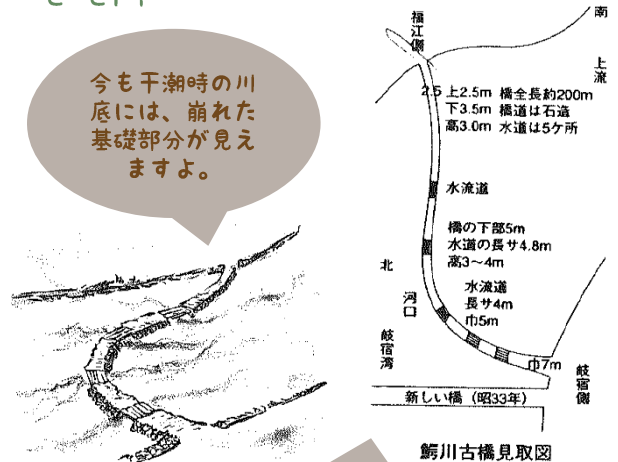 今も干潮時の川
底には、崩れた
基礎部分が見え
ますよ。
福江側
南
上流
2.5 上2.5m 橋全長約200m
下3.5m 橋道は石造
高3.0m 水道は5ケ所
水流道
橋の下部5m
水道の長サ4.8m
高3〜4m
北
河口
水流道
長サ4m
巾5m
岐宿湾
巾7m
岐宿側
新しい橋(昭33年)
鰐川古橋見取図